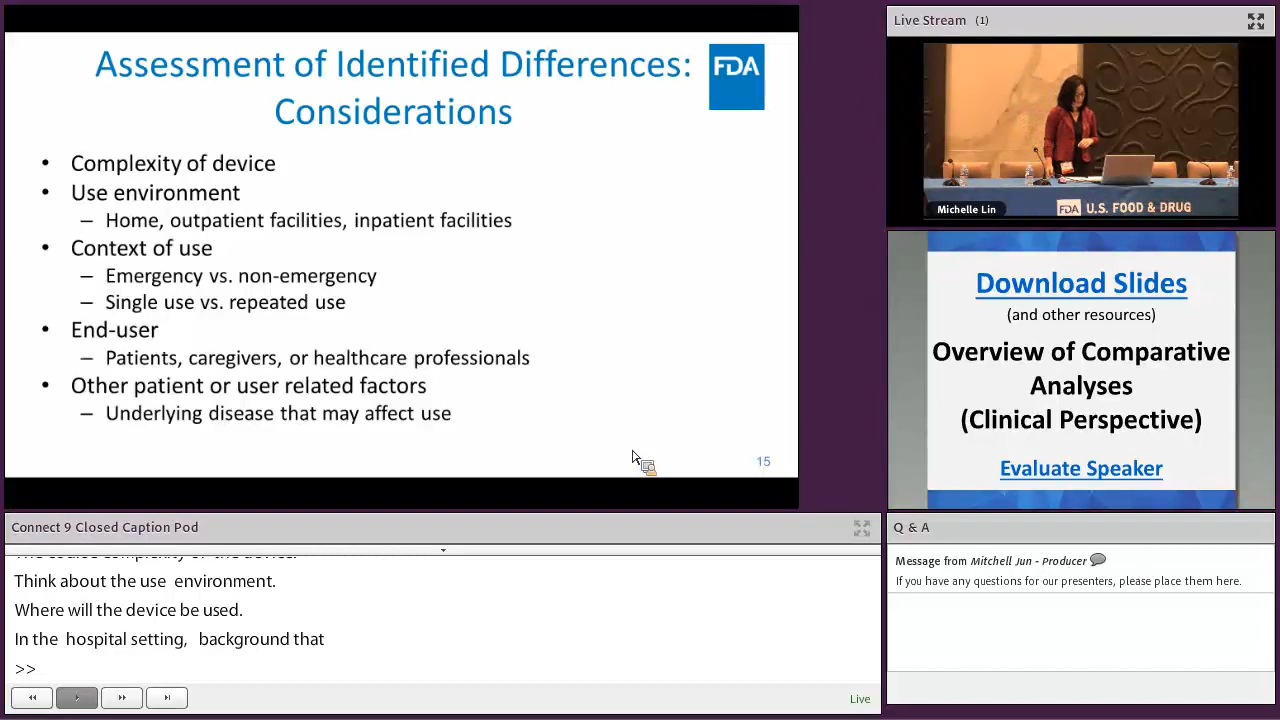 Assessment of Identified Differences:
Considerations
FDA
• Complexity of device
• Use environment
– Home, outpatient facilities, inpatient facilities
• Context of use
– Emergency vs. non-emergency
– Single use vs. repeated use
• End-user
– Patients, caregivers, or healthcare professionals
• Other patient or user related factors
– Underlying disease that may affect use
15
Live Stream (1)
Michelle Lin
FDA U.S. FOOD & DRUG
Download Slides
(and other resources)
Overview of Comparative
Analyses
(Clinical Perspective)
Evaluate Speaker
Connect 9 Closed Caption Pod
complexity of the device.
Think about the use environment.
Where will the device be used.
In the hospital setting, background that
>>
Live
Q & A
Message from Mitchell Jun - Producer
If you have any questions for our presenters, please place them here.